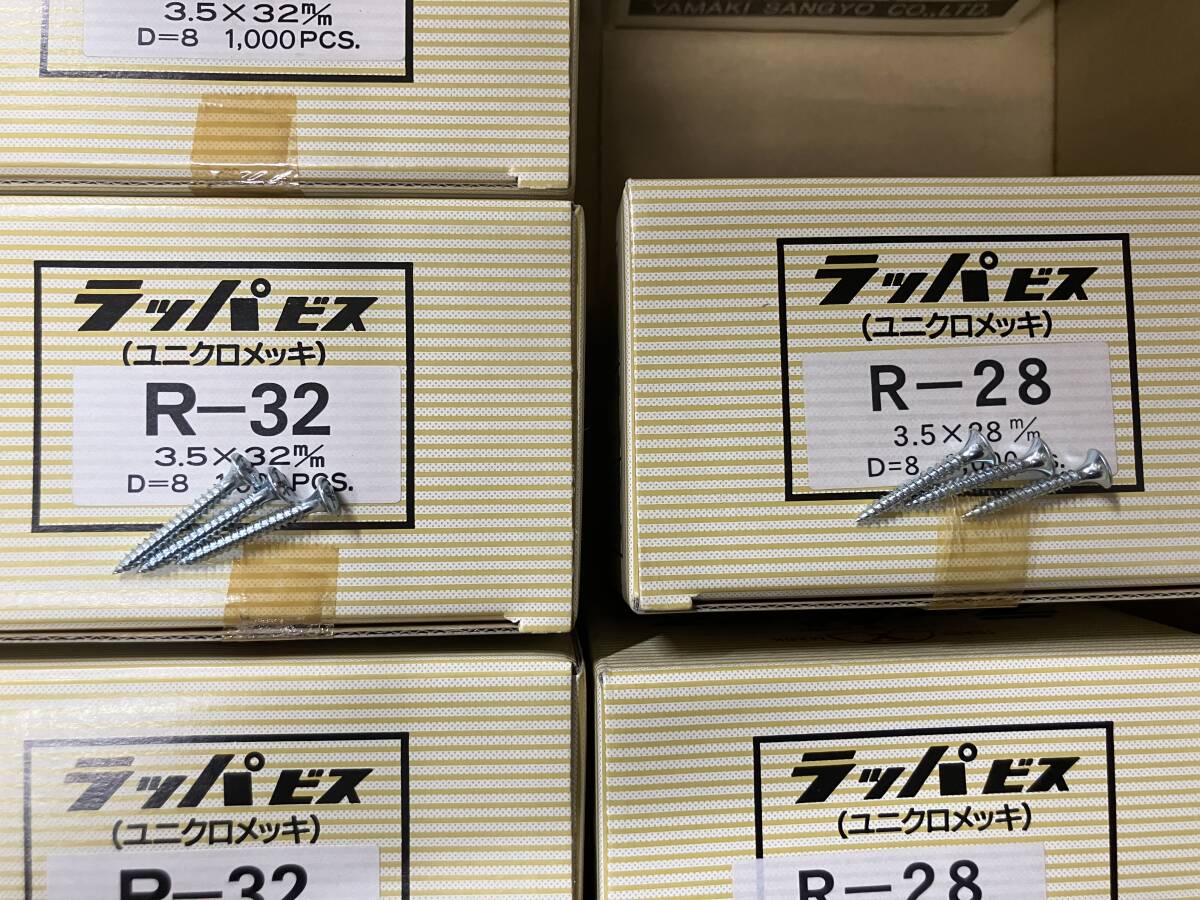 3.5×32m/m
D=8 1,000PCS.
YAMAKI SANGYO CO.,LTD.
ラッパビス
(ユニクロメッキ)
R-32
3.5×32m/m
D=8 PCS.
ラッパビス
(ユニクロメッキ)
R-28
3.5×28m/m
D=8
ラッパビス
(ユニクロメッキ)
R-32
ラッパビス
(ユニクロメッキ)
R-28